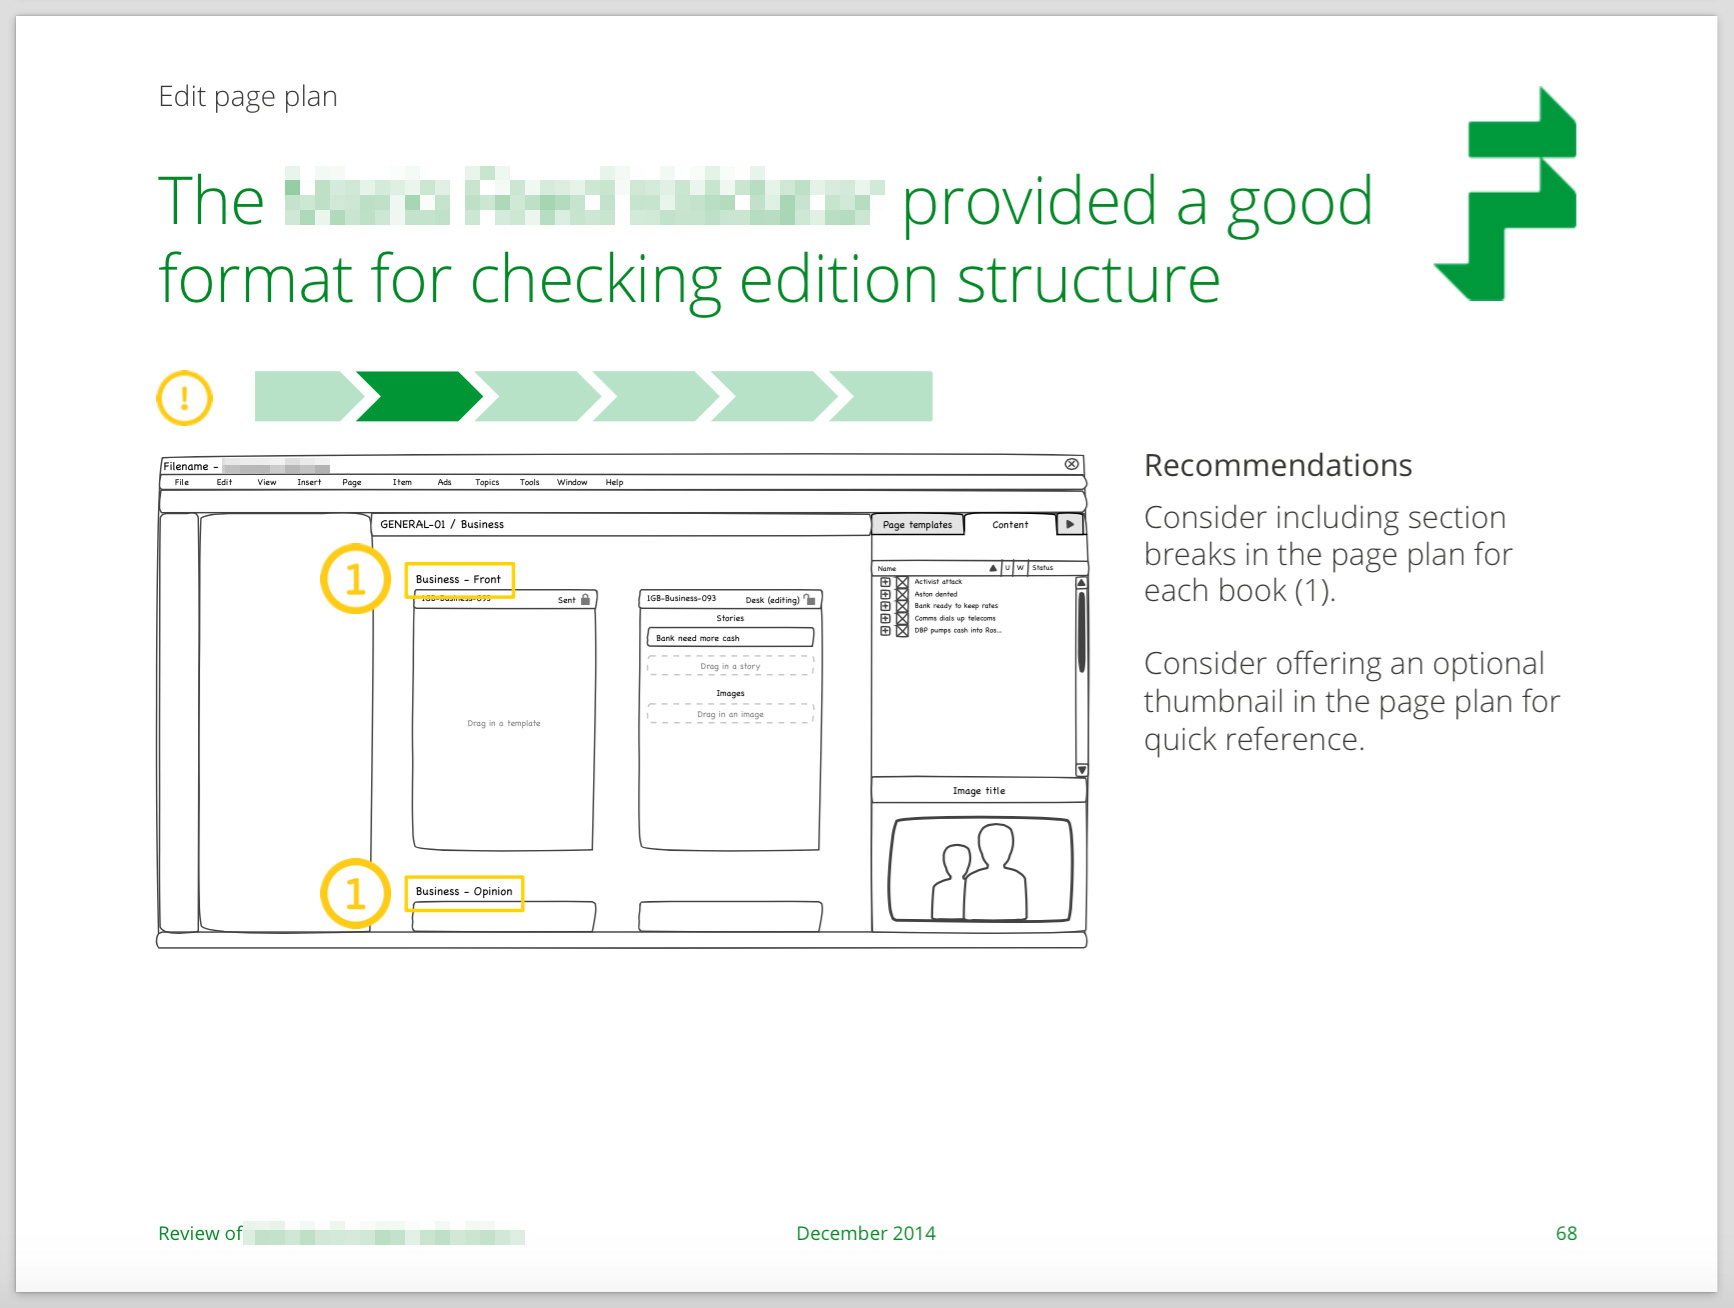 Edit page plan
The provided a good
format for checking edition structure
!
Filename -
File Edit View Insert Page Item Ads Topics Tools Window Help
GENERAL-01 / Business
Page templates Content
1
Business - Front
1GB-Business-093 Sent
1GB-Business-093 Desk (editing)
Stories
Bank need more cash
Drag in a story
Images
Drag in an image
Drag in a template
1
Business - Opinion
Name U W Status
Activist attack
Aston dented
Bank ready to keep rates
Comms dials up telecoms
DBP pumps cash into Ros...
Image title
Recommendations
Consider including section
breaks in the page plan for
each book (1).
Consider offering an optional
thumbnail in the page plan for
quick reference.
Review of
December 2014
68